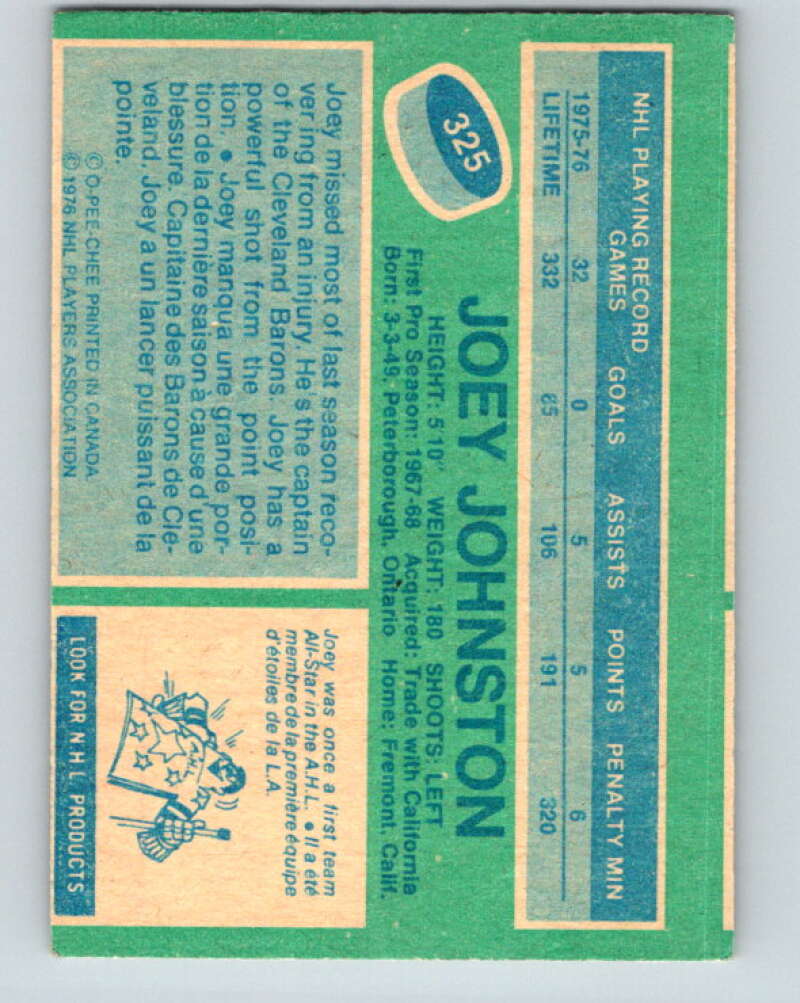 NHL PLAYING RECORD
GAMES GOALS ASSISTS POINTS PENALTY MIN
1975-76 32 0 5 5 6
LIFETIME 332 85 106 191 320
325
JOEY JOHNSTON
HEIGHT: 5'10" WEIGHT: 180 SHOOTS: LEFT
First Pro Season: 1967-68 Acquired: Trade with California
Born: 3-3-49, Peterborough, Ontario Home: Fremont, Calif.
Joey missed most of last season reco-
vering from an injury. He's the captain
of the Cleveland Barons. Joey has a
powerful shot from the point posi-
tion. • Joey manqua une grande por-
tion de la dernière saison à cause d'une
blessure. Capitaine des Barons de Cle-
veland, Joey a un lancer puissant de la
pointe.
© O-PEE-CHEE PRINTED IN CANADA
© 1976 NHL PLAYERS ASSOCIATION
Joey was once a first team
All-Star in the A.H.L. • Il a été
membre de la première équipe
d'étoiles de la L.A.
LOOK FOR N.H.L. PRODUCTS